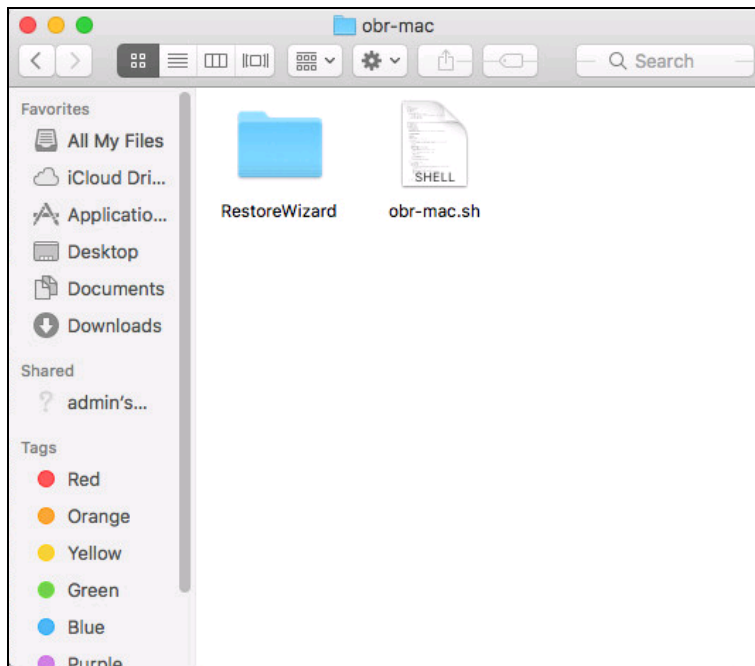 obr-mac
Search
Favorites
All My Files
iCloud Dri...
Applicatio...
Desktop
Documents
Downloads
Shared
admin's...
Tags
Red
Orange
Yellow
Green
Blue
Purple
SHELL
RestoreWizard
obr-mac.sh